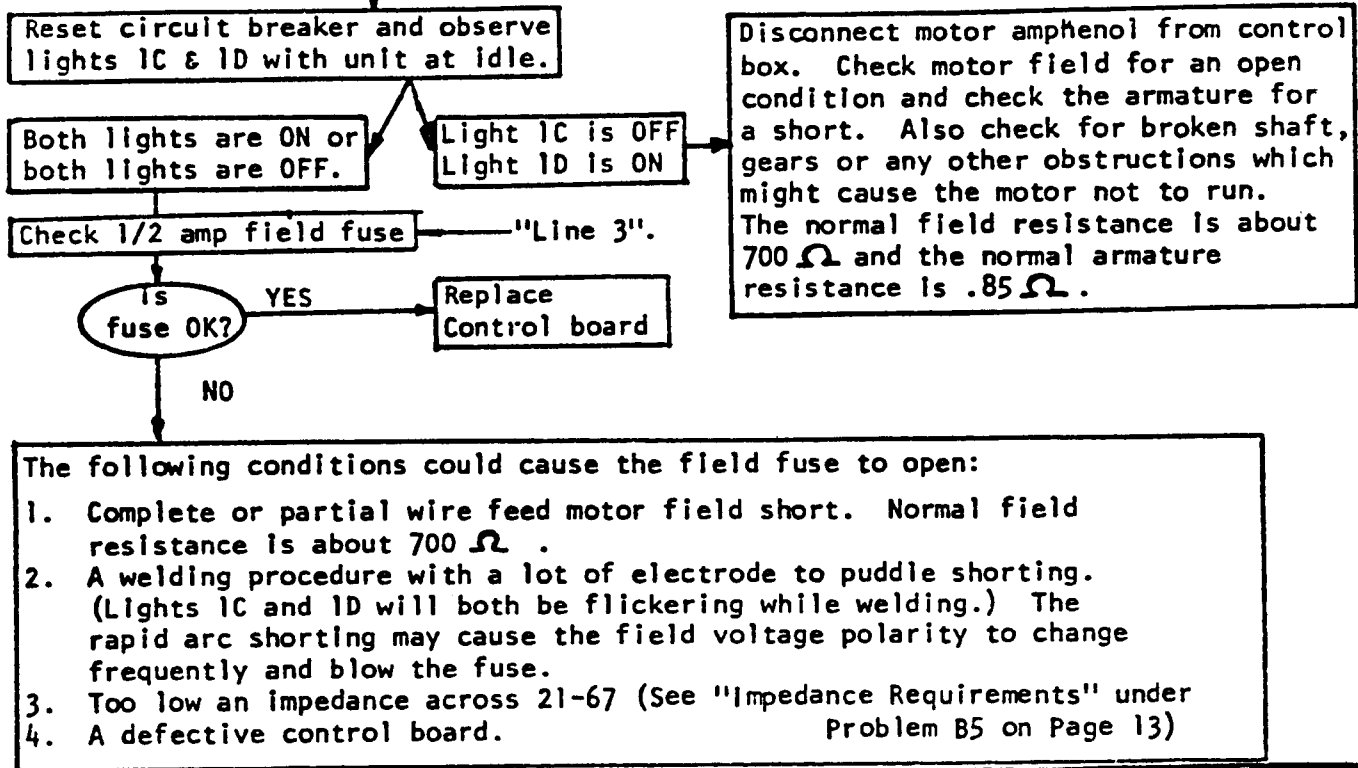 Reset circuit breaker and observe
lights 1C & 1D with unit at idle.
Both lights are ON or
both lights are OFF.
Light 1C is OFF
Light 1D is ON
Disconnect motor amphenol from control
box. Check motor field for an open
condition and check the armature for
a short. Also check for broken shaft,
gears or any other obstructions which
might cause the motor not to run.
The normal field resistance is about
700 Ω and the normal armature
resistance is .85 Ω .
Check 1/2 amp field fuse
"Line 3".
Is
fuse OK?
YES
Replace
Control board
NO
The following conditions could cause the field fuse to open:
1. Complete or partial wire feed motor field short. Normal field
resistance is about 700 Ω .
2. A welding procedure with a lot of electrode to puddle shorting.
(Lights 1C and 1D will both be flickering while welding.) The
rapid arc shorting may cause the field voltage polarity to change
frequently and blow the fuse.
3. Too low an impedance across 21-67 (See "Impedance Requirements" under
4. A defective control board. Problem B5 on Page 13)